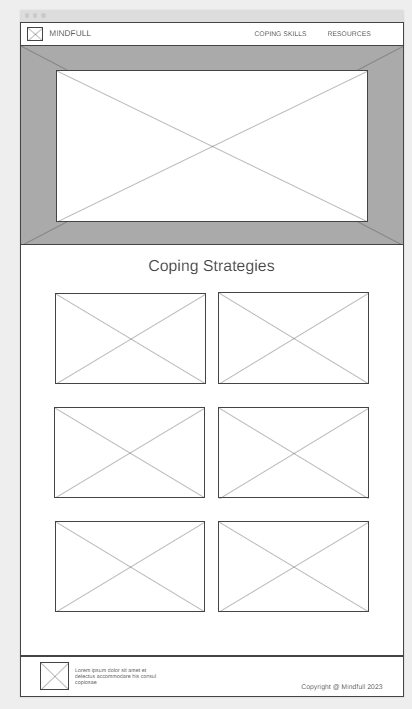 MINDFULL
COPING SKILLS
RESOURCES
Coping Strategies
Lorem ipsum dolor sit amet et
delectus accommodare his consul
copiosae
Copyright @ Mindfull 2023